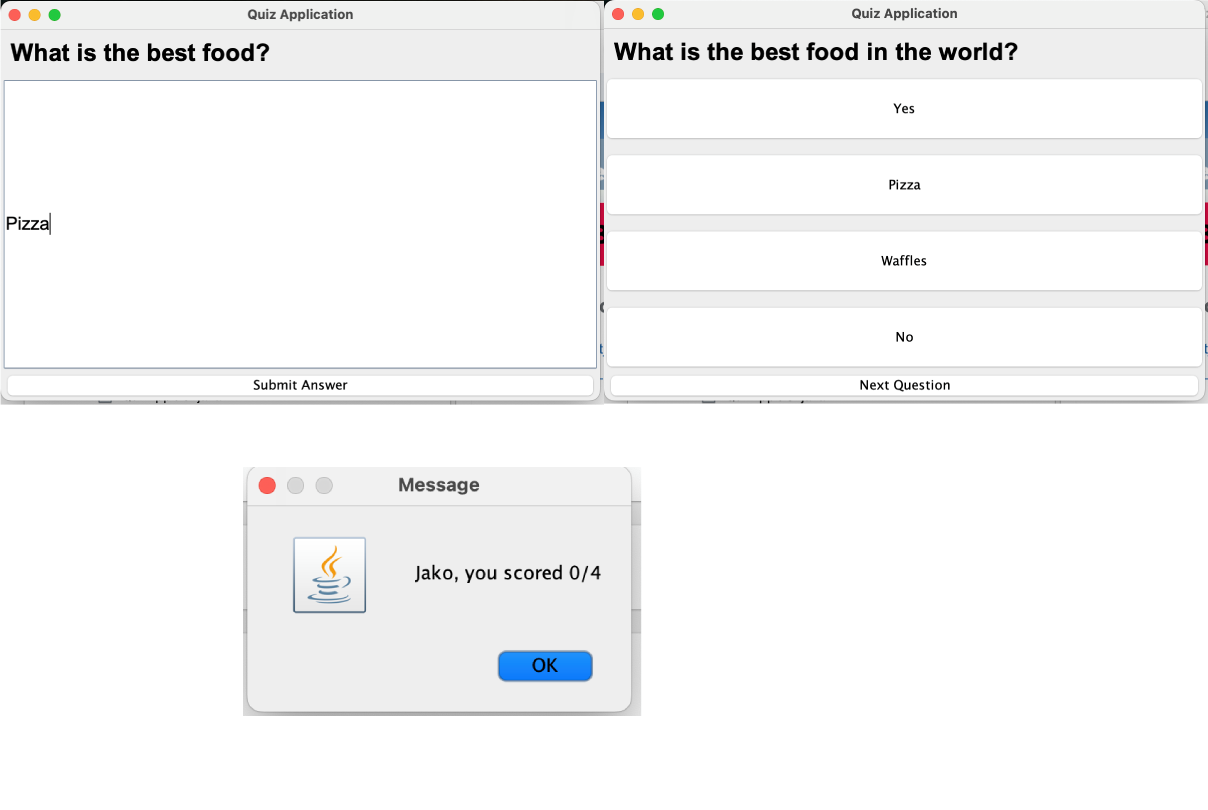 Quiz Application
What is the best food?
Pizza
Submit Answer
Quiz Application
What is the best food in the world?
Yes
Pizza
Waffles
No
Next Question
Message
Jako, you scored 0/4
OK